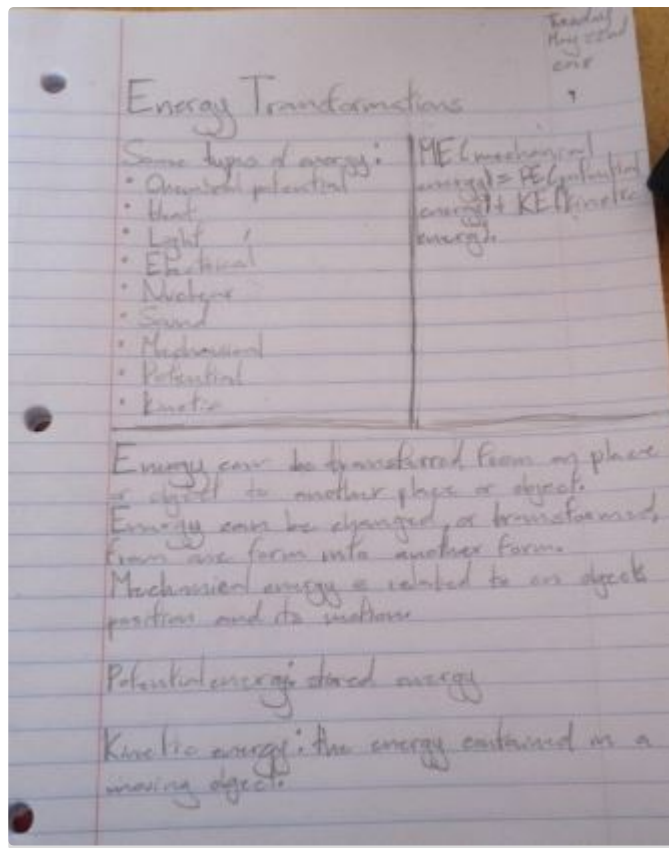 Tuesday
May 22nd
Energy Transformations
Some types of energy:
• Chemical potential
• Heat
• Light
• Electrical
• Nuclear
• Sound
• Mechanical
• Potential
• Kinetic
ME (mechanical
energy) = PE (potential
energy) + KE (kinetic
energy).
Energy can be transferred from on place
or object to another place or object.
Energy can be changed, or transformed,
from one form into another form.
Mechanical energy is related to an objects
position and its motion
Potential energy: stored energy
Kinetic energy: the energy contained in a
moving object.